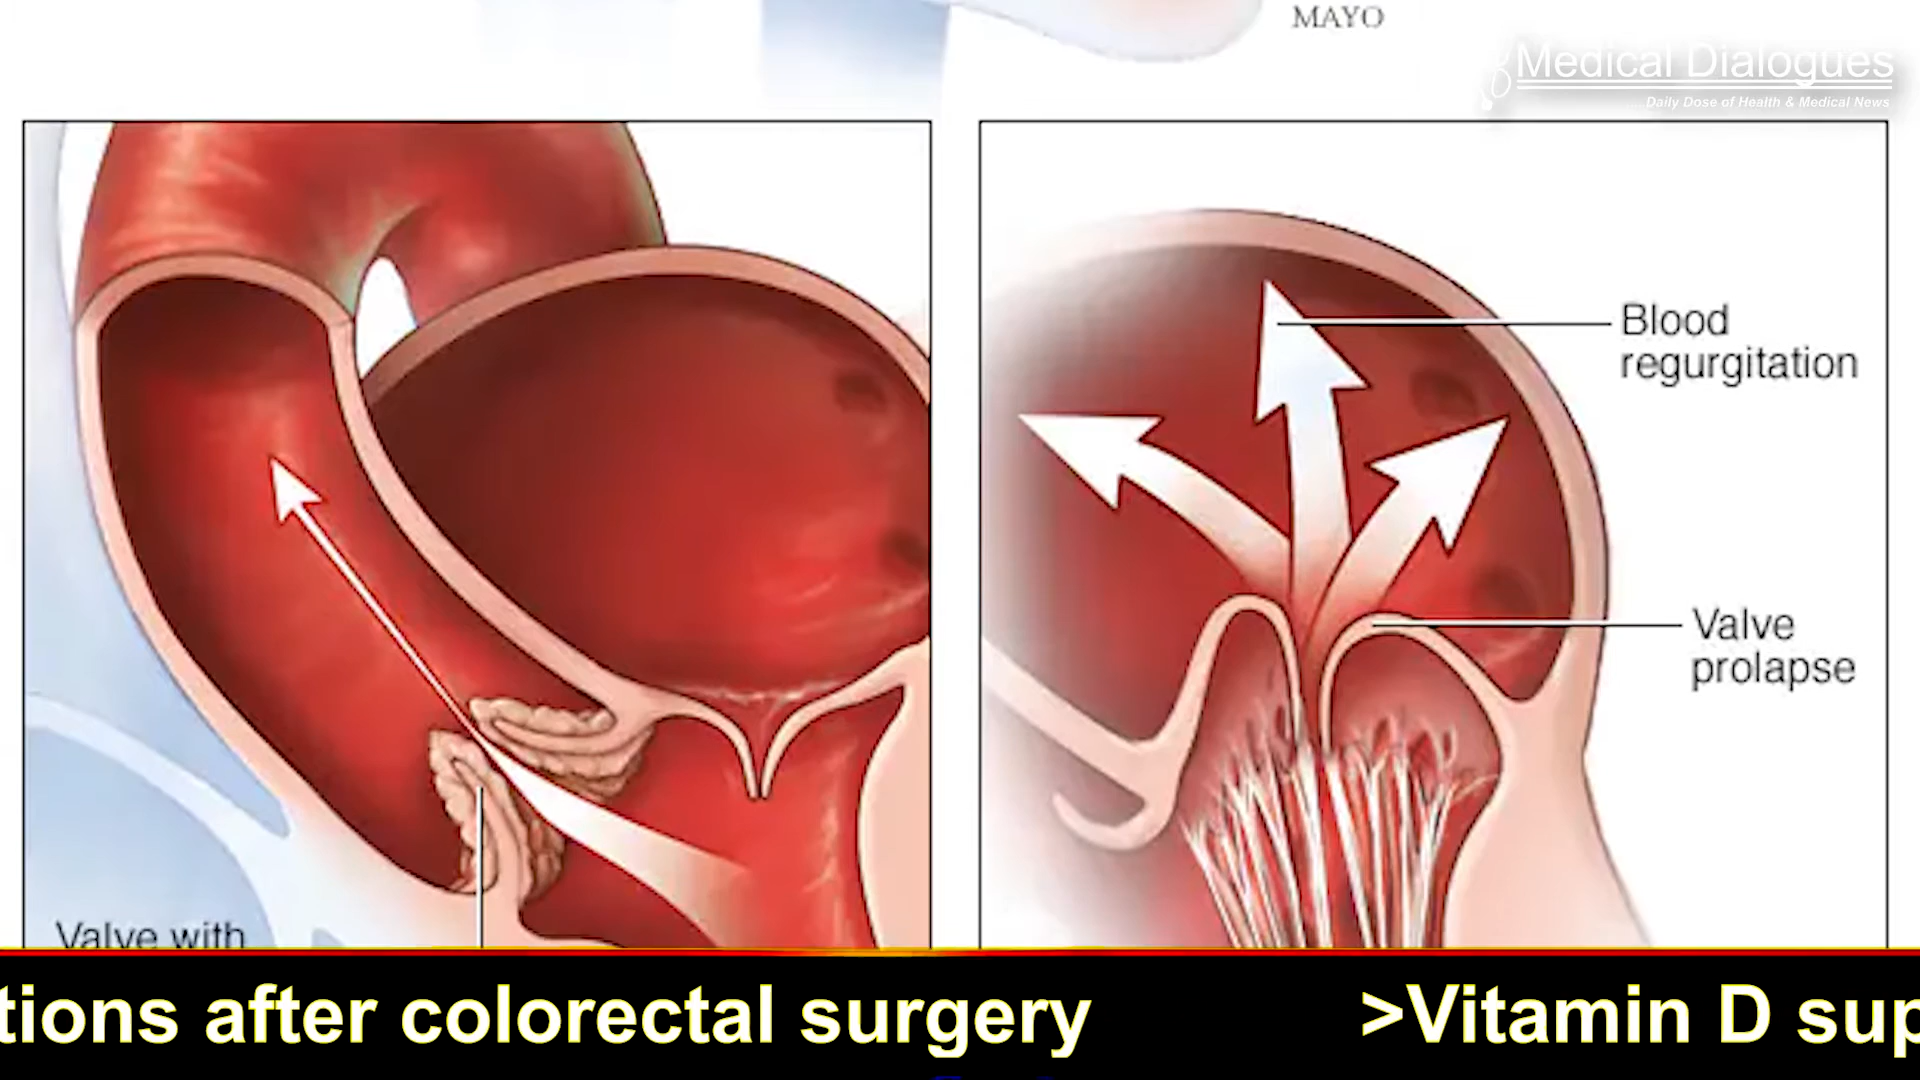 MAYO
Medical Dialogues
....Daily Dose of Health & Medical News
Blood
regurgitation
Valve
prolapse
Valve with
tions after colorectal surgery >Vitamin D sup